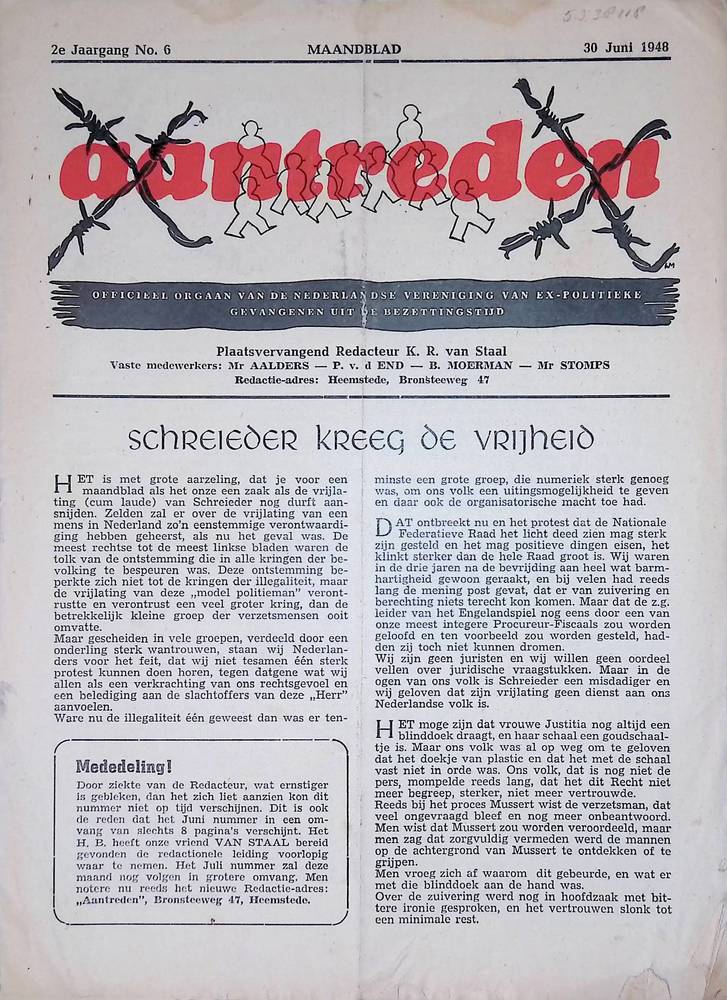 5338118
2e Jaargang No. 6
MAANDBLAD
30 Juni 1948
aantreden
OFFICIEEL ORGAAN VAN DE NEDERLANDSE VERENIGING VAN EX-POLITIEKE
GEVANGENEN UIT DE BEZETTINGSTIJD
Plaatsvervangend Redacteur K. R. van Staal
Vaste medewerkers: Mr AALDERS — P. v. d END — B. MOERMAN — Mr STOMPS
Redactie-adres: Heemstede, Bronsteeweg 47
SCHREIEDER KREEG DE VRIJHEID
HET is met grote aarzeling, dat je voor een
maandblad als het onze een zaak als de vrijla-
ting (cum laude) van Schreieder nog durft aan-
snijden. Zelden zal er over de vrijlating van een
mens in Nederland zo'n eenstemmige verontwaardi-
ging hebben geheerst, als nu het geval was. De
meest rechtse tot de meest linkse bladen waren de
tolk van de ontstemming die in alle kringen der be-
volking te bespeuren was. Deze ontstemming be-
perkte zich niet tot de kringen der illegaliteit, maar
de vrijlating van deze „model politieman” veront-
rustte en verontrust een veel groter kring, dan de
betrekkelijk kleine groep der verzetsmensen ooit
omvatte.
Maar gescheiden in vele groepen, verdeeld door een
onderling sterk wantrouwen, staan wij Nederlan-
ders voor het feit, dat wij niet tesamen één sterk
protest kunnen doen horen, tegen datgene wat wij
allen als een verkrachting van ons rechtsgevoel en
een belediging aan de slachtoffers van deze „Herr”
aanvoelen.
Ware nu de illegaliteit één geweest dan was er ten-
Mededeling!
Door ziekte van de Redacteur, wat ernstiger
is gebleken, dan het zich liet aanzien kon dit
nummer niet op tijd verschijnen. Dit is ook
de reden dat het Juni nummer in een om-
vang van slechts 8 pagina's verschijnt. Het
H. B. heeft onze vriend VAN STAAL bereid
gevonden de redactionele leiding voorlopig
waar te nemen. Het Juli nummer zal deze
maand nog volgen in grotere omvang. Men
notere nu reeds het nieuwe Redactie-adres:
„Aantreden”, Bronsteeweg 47, Heemstede.
minste een grote groep, die numeriek sterk genoeg
was, om ons volk een uitingsmogelijkheid te geven
en daar ook de organisatorische macht toe had.
DAT ontbreekt nu en het protest dat de Nationale
Federatieve Raad het licht deed zien mag sterk
zijn gesteld en het mag positieve dingen eisen, het
klinkt sterker dan de hele Raad groot is. Wij waren
in de drie jaren na de bevrijding aan heel wat barm-
hartigheid gewoon geraakt, en bij velen had reeds
lang de mening post gevat, dat er van zuivering en
berechting niets terecht kon komen. Maar dat de z.g.
leider van het Engelandspiel nog eens door een van
onze meest integere Procureur-Fiscaals zou worden
geloofd en ten voorbeeld zou worden gesteld, had-
den zij toch niet kunnen dromen.
Wij zijn geen juristen en wij willen geen oordeel
vellen over juridische vraagstukken. Maar in de
ogen van ons volk is Schreieder een misdadiger en
wij geloven dat zijn vrijlating geen dienst aan ons
Nederlandse volk is.
HET moge zijn dat vrouwe Justitia nog altijd een
blinddoek draagt, en haar schaal een goudschaal-
tje is. Maar ons volk was al op weg om te geloven
dat het doekje van plastic en dat het met de schaal
vast niet in orde was. Ons volk, dat is nog niet de
pers, mompelde reeds lang, dat het dit Recht niet
meer begreep, sterker, niet meer vertrouwde.
Reeds bij het proces Mussert wist de verzetsman, dat
veel ongevraagd bleef en nog meer onbeantwoord.
Men wist dat Mussert zou worden veroordeeld, maar
men zag dat zorgvuldig vermeden werd de mannen
op de achtergrond van Mussert te ontdekken of te
grijpen.
Men vroeg zich af waarom dit gebeurde, en wat er
met die blinddoek aan de hand was.
Over de zuivering werd nog in hoofdzaak met bit-
tere ironie gesproken, en het vertrouwen slonk tot
een minimale rest.